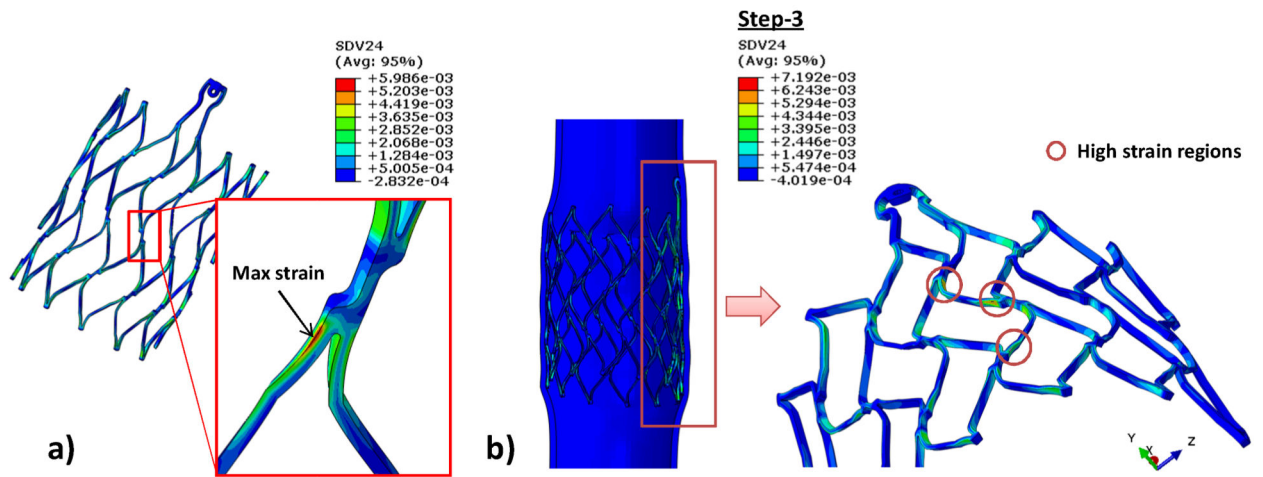 SDV24
(Avg: 95%)
+5.986e-03
+5.203e-03
+4.419e-03
+3.635e-03
+2.852e-03
+2.068e-03
+1.284e-03
+5.005e-04
-2.832e-04
Max strain
a)
Step-3
SDV24
(Avg: 95%)
+7.192e-03
+6.243e-03
+5.294e-03
+4.344e-03
+3.395e-03
+2.446e-03
+1.497e-03
+5.474e-04
-4.019e-04
High strain regions
b)
Y
X
Z